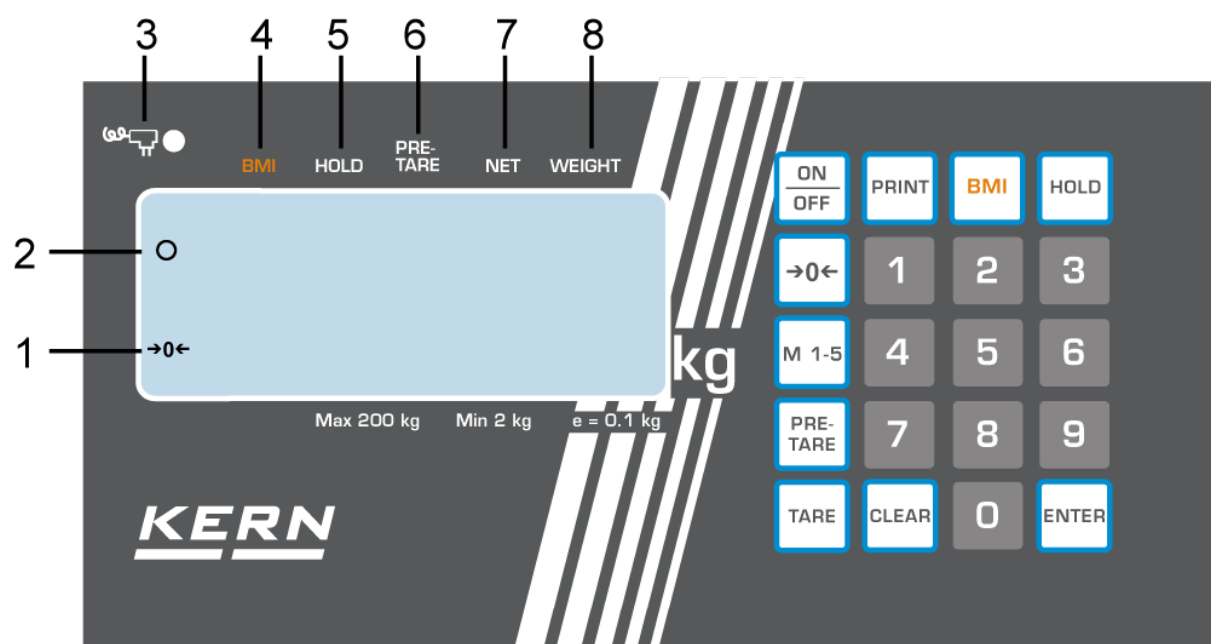 3 4 5 6 7 8
BMI HOLD PRE-
TARE NET WEIGHT
2
1 →0←
kg
Max 200 kg Min 2 kg e = 0.1 kg
KERN
ON
OFF PRINT BMI HOLD
→0← 1 2 3
M 1-5 4 5 6
PRE-
TARE 7 8 9
TARE CLEAR 0 ENTER